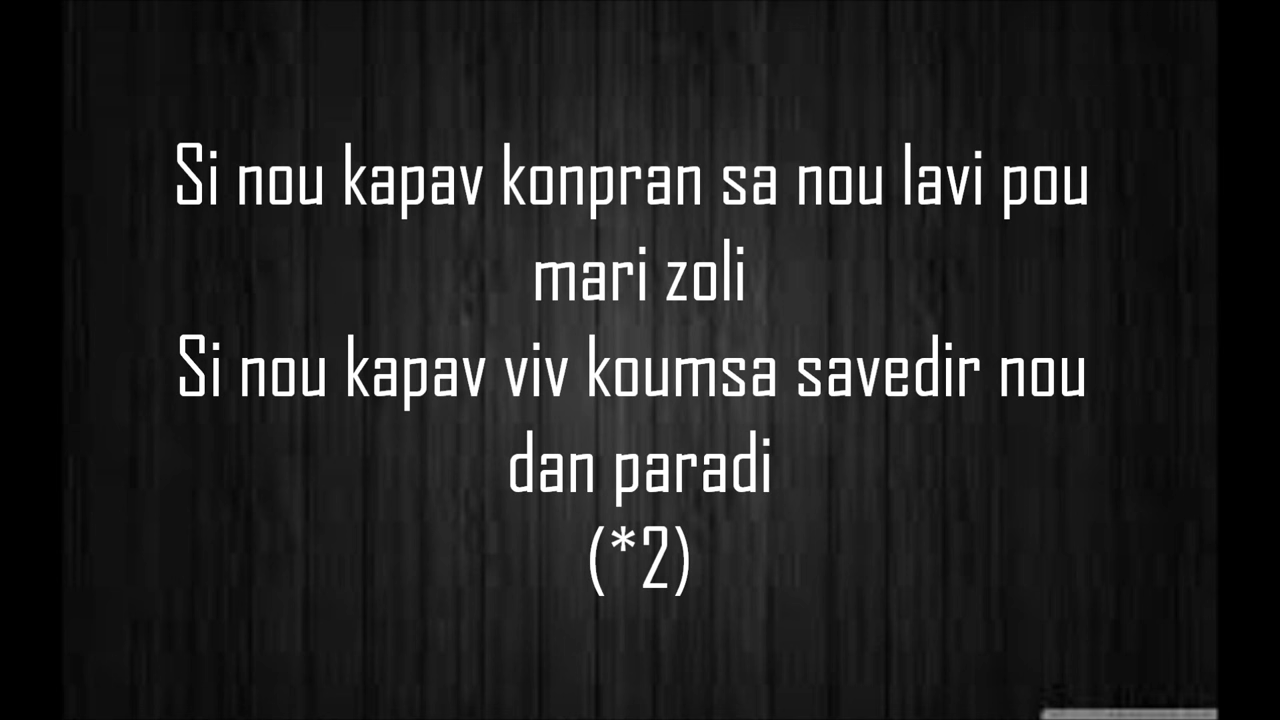 Si nou kapav konpran sa nou lavi pou
mari zoli
Si nou kapav viv koumsa savedir nou
dan paradi
(*2)